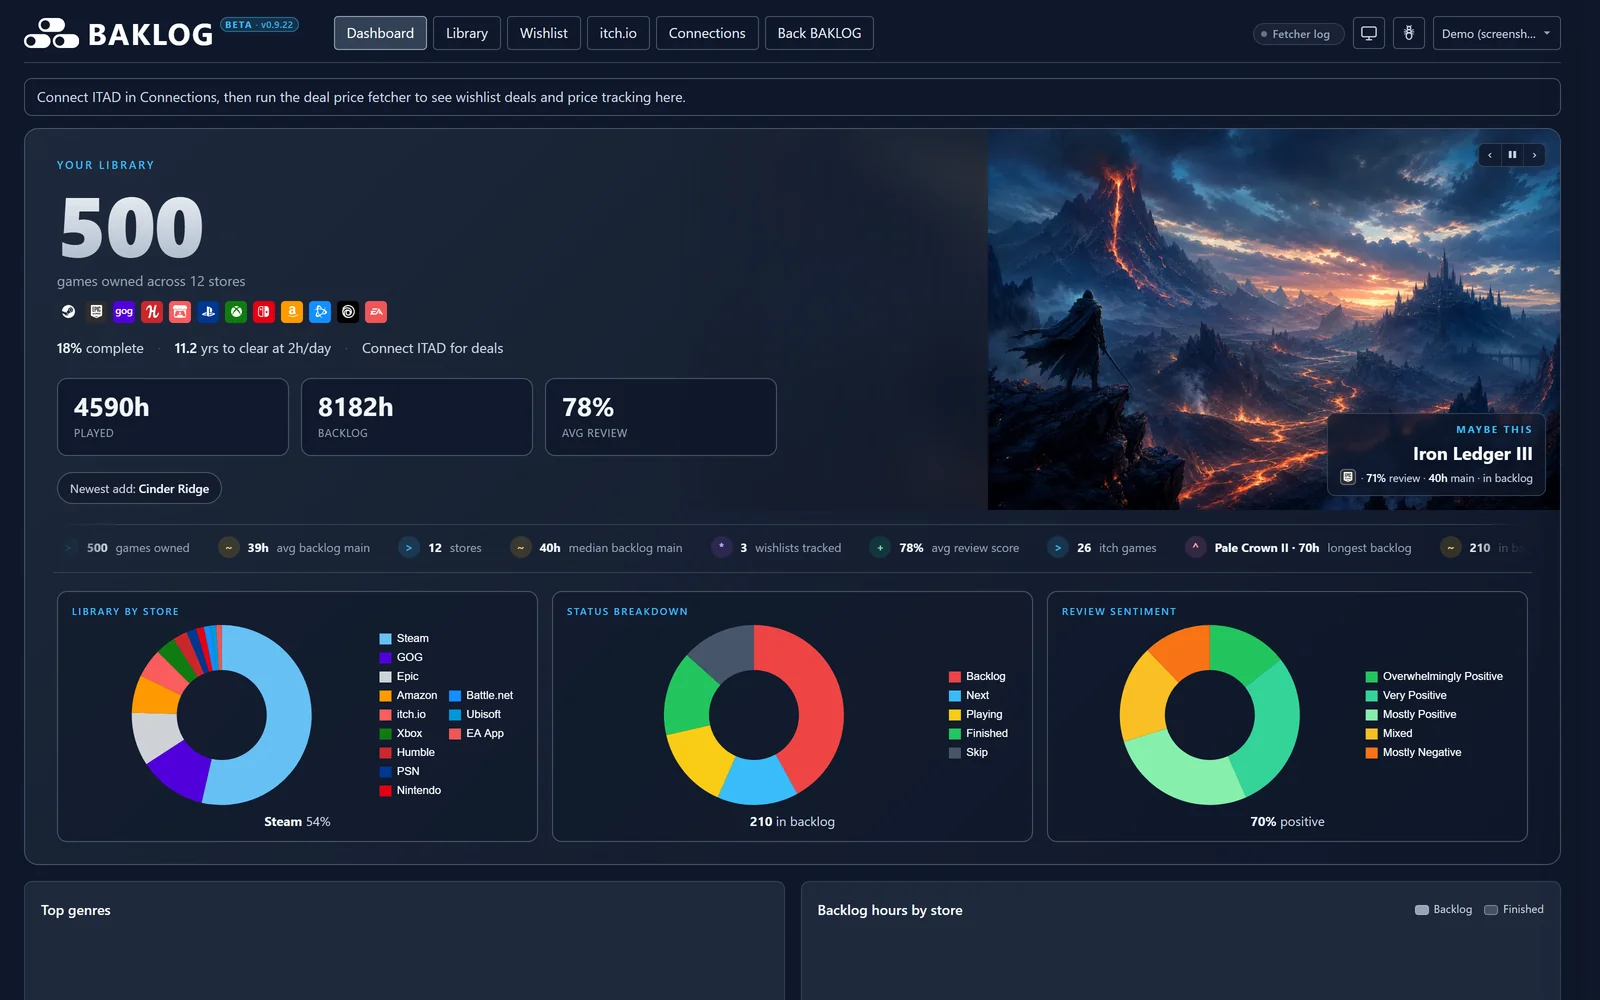 BAKLOG BETA · v0.9.22 Dashboard Library Wishlist itch.io Connections Back BAKLOG Fetcher log Demo (screensh...
Connect ITAD in Connections, then run the deal price fetcher to see wishlist deals and price tracking here.
YOUR LIBRARY
500
games owned across 12 stores
EPIC gog a EA
18% complete · 11.2 yrs to clear at 2h/day · Connect ITAD for deals
4590h
PLAYED
8182h
BACKLOG
78%
AVG REVIEW
Newest add: Cinder Ridge
MAYBE THIS
Iron Ledger III
· 71% review · 40h main · in backlog
> 500 games owned ~ 39h avg backlog main > 12 stores ~ 40h median backlog main * 3 wishlists tracked + 78% avg review score > 26 itch games ^ Pale Crown II · 70h longest backlog ~ 210 in
LIBRARY BY STORE
Steam
GOG
Epic
Amazon
itch.io
Xbox
Humble
PSN
Nintendo
Battle.net
Ubisoft
EA App
Steam 54%
STATUS BREAKDOWN
Backlog
Next
Playing
Finished
Skip
210 in backlog
REVIEW SENTIMENT
Overwhelmingly Positive
Very Positive
Mostly Positive
Mixed
Mostly Negative
70% positive
Top genres
Backlog hours by store
Backlog Finished